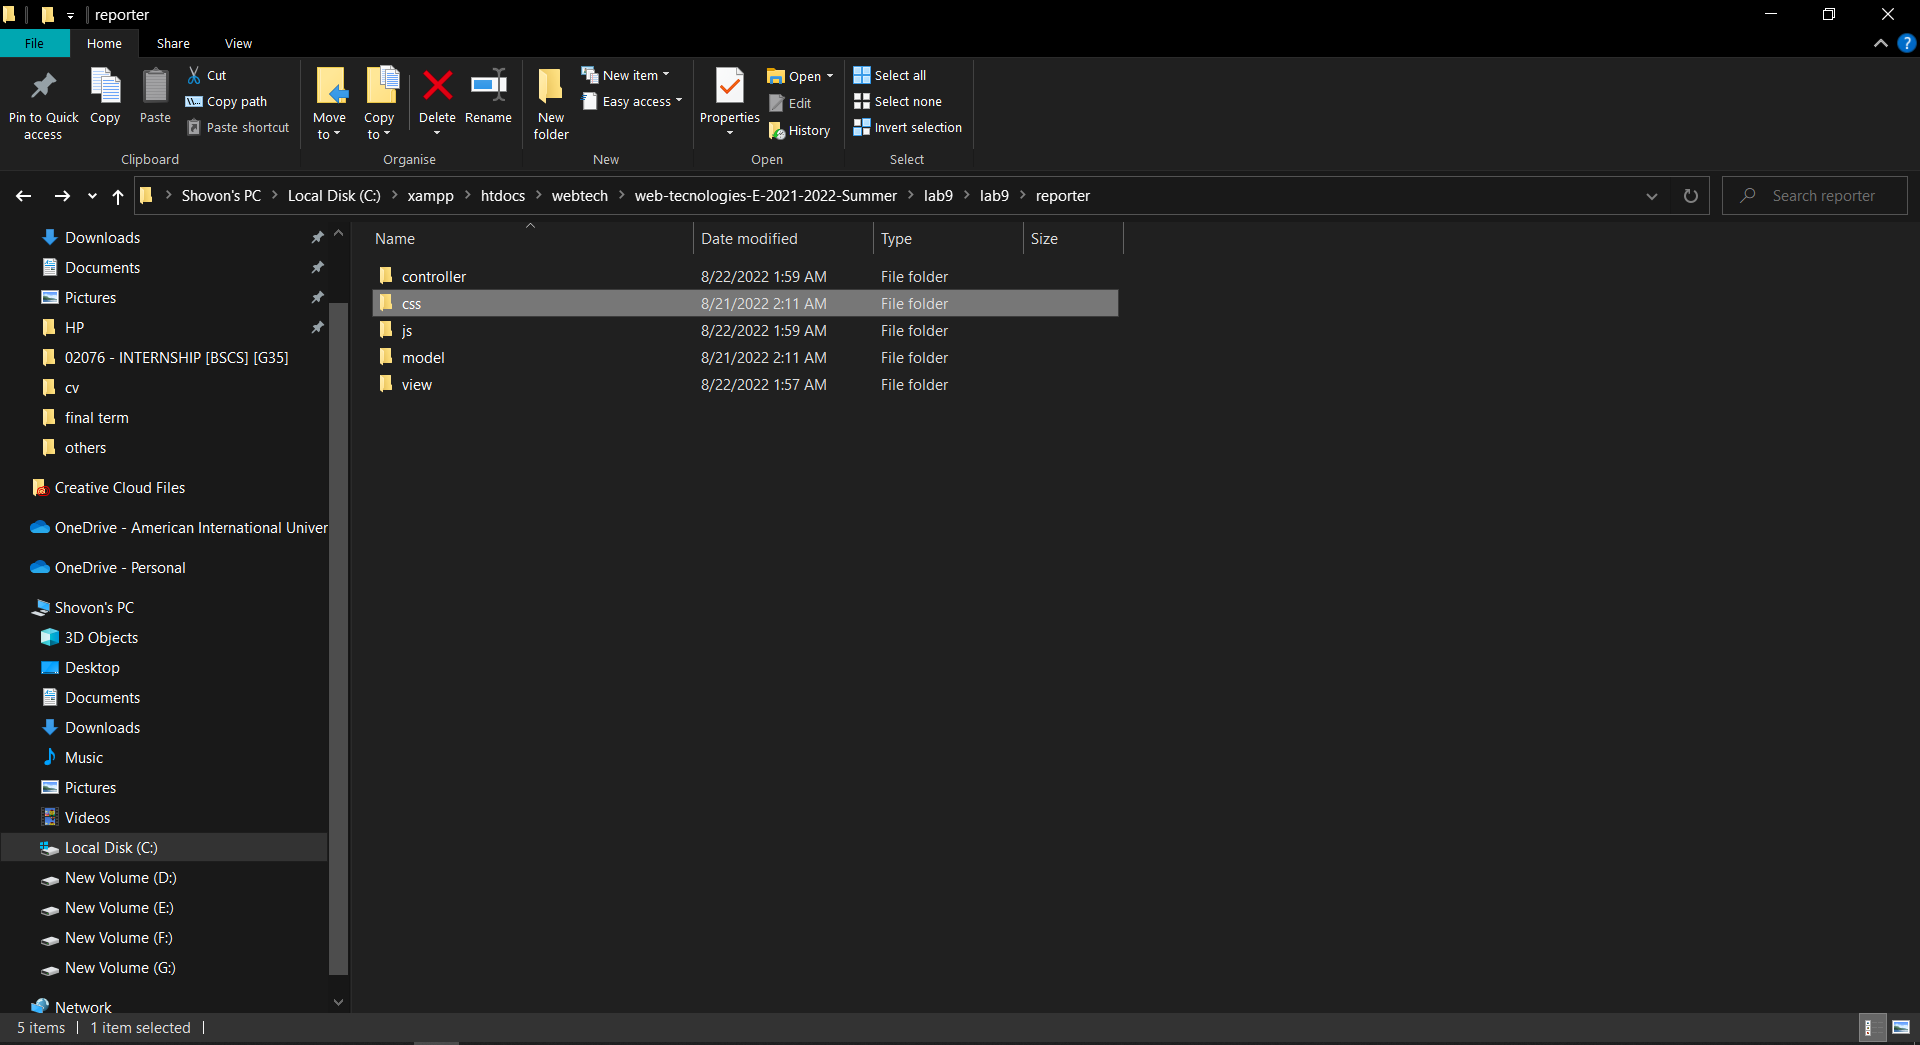 reporter
File Home Share View
Pin to Quick access
Copy
Paste
Cut
Copy path
Paste shortcut
Clipboard
Move to
Copy to
Delete
Rename
Organise
New folder
New item
Easy access
New
Properties
Open
Edit
History
Open
Select all
Select none
Invert selection
Select
Shovon's PC > Local Disk (C:) > xampp > htdocs > webtech > web-tecnologies-E-2021-2022-Summer > lab9 > lab9 > reporter
Search reporter
Downloads
Documents
Pictures
HP
02076 - INTERNSHIP [BSCS] [G35]
cv
final term
others
Creative Cloud Files
OneDrive - American International Univer
OneDrive - Personal
Shovon's PC
3D Objects
Desktop
Documents
Downloads
Music
Pictures
Videos
Local Disk (C:)
New Volume (D:)
New Volume (E:)
New Volume (F:)
New Volume (G:)
Network
Name Date modified Type Size
controller 8/22/2022 1:59 AM File folder
css 8/21/2022 2:11 AM File folder
js 8/22/2022 1:59 AM File folder
model 8/21/2022 2:11 AM File folder
view 8/22/2022 1:57 AM File folder
5 items 1 item selected